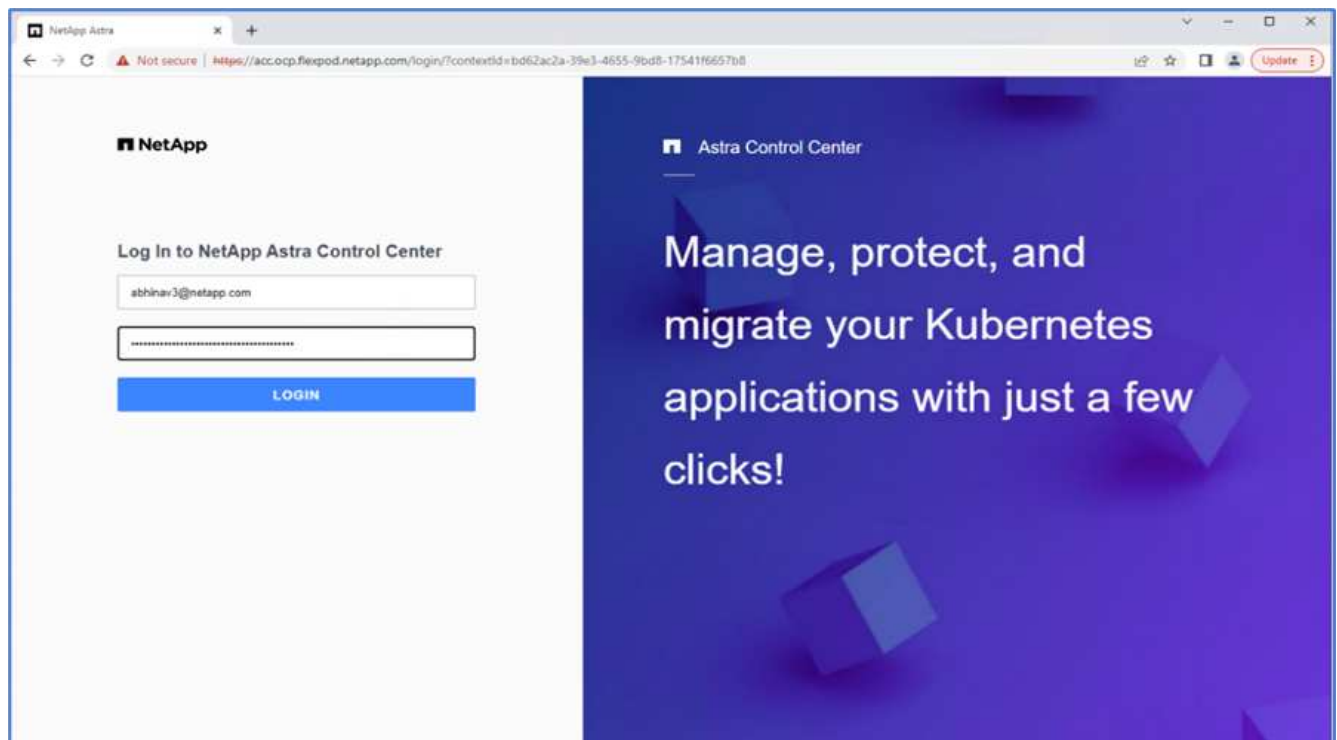 NetApp Astra
Not secure | https://acc.ocp.flexpod.netapp.com/login/?contextId=bd62ac2a-39e3-4655-9bd8-17541f6657b8
Update
NetApp
Log In to NetApp Astra Control Center
abhinav3@netapp.com
LOGIN
Astra Control Center
Manage, protect, and
migrate your Kubernetes
applications with just a few
clicks!